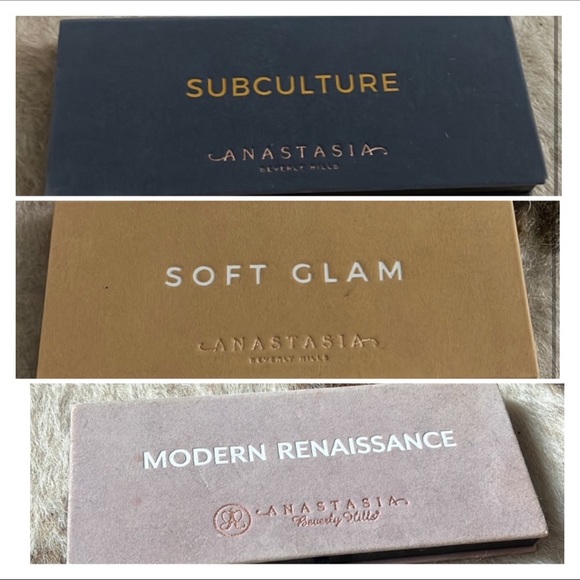 SUBCULTURE
ANASTASIA
BEVERLY HILLS
SOFT GLAM
ANASTASIA
BEVERLY HILLS
MODERN RENAISSANCE
ANASTASIA
Beverly Hills